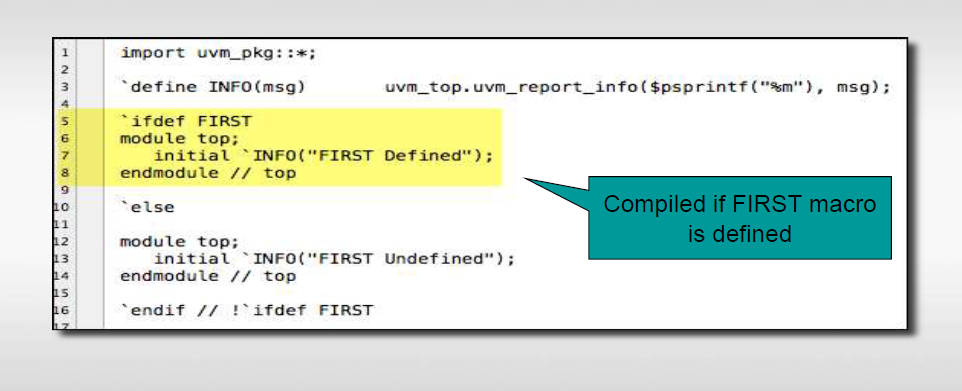 1 import uvm_pkg::*;
2
3 `define INFO(msg) uvm_top.uvm_report_info($psprintf("%m"), msg);
4
5 `ifdef FIRST
6 module top;
7 initial `INFO("FIRST Defined");
8 endmodule // top
9
10 `else
11
12 module top;
13 initial `INFO("FIRST Undefined");
14 endmodule // top
15
16 `endif // !`ifdef FIRST
17
Compiled if FIRST macro
is defined